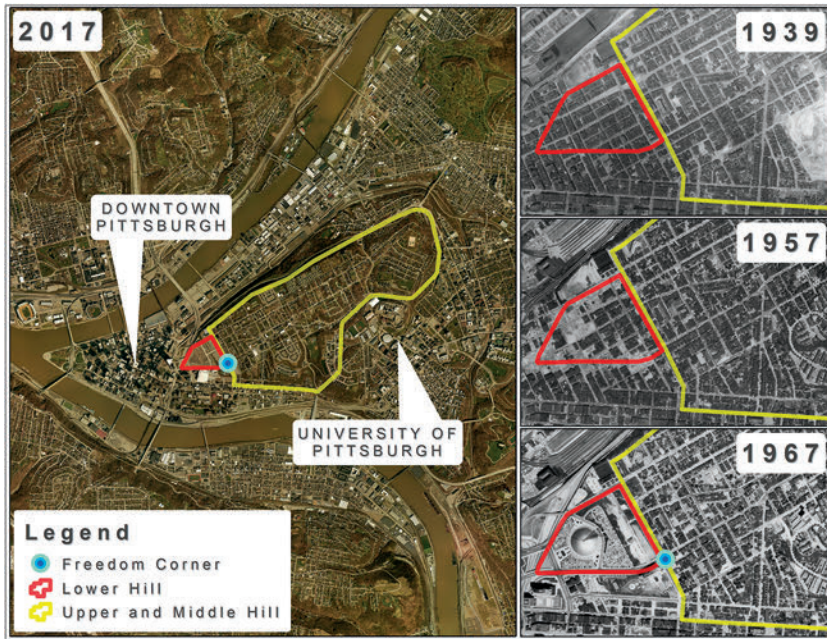 2017
DOWNTOWN
PITTSBURGH
UNIVERSITY OF
PITTSBURGH
Legend
Freedom Corner
Lower Hill
Upper and Middle Hill
1939
1957
1967